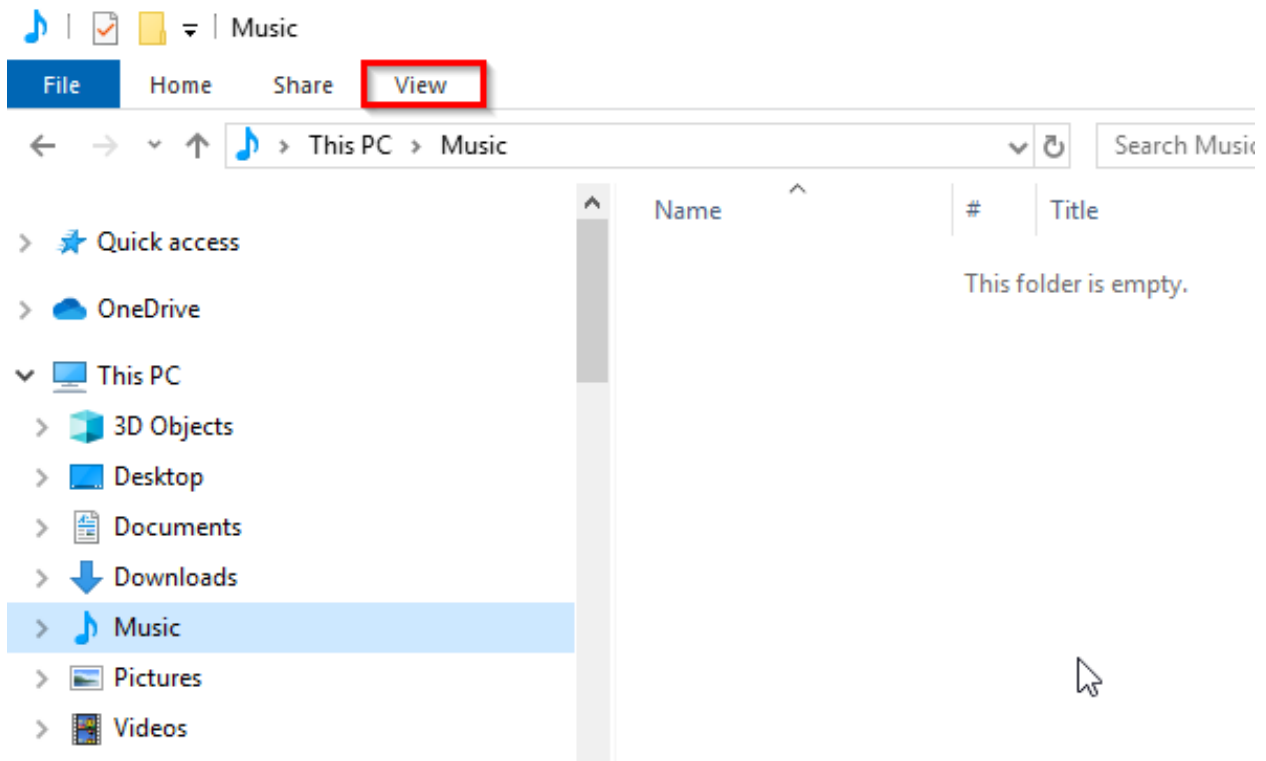 Music
File Home Share View
This PC Music Search Music
Name # Title
Quick access
This folder is empty.
OneDrive
This PC
3D Objects
Desktop
Documents
Downloads
Music
Pictures
Videos